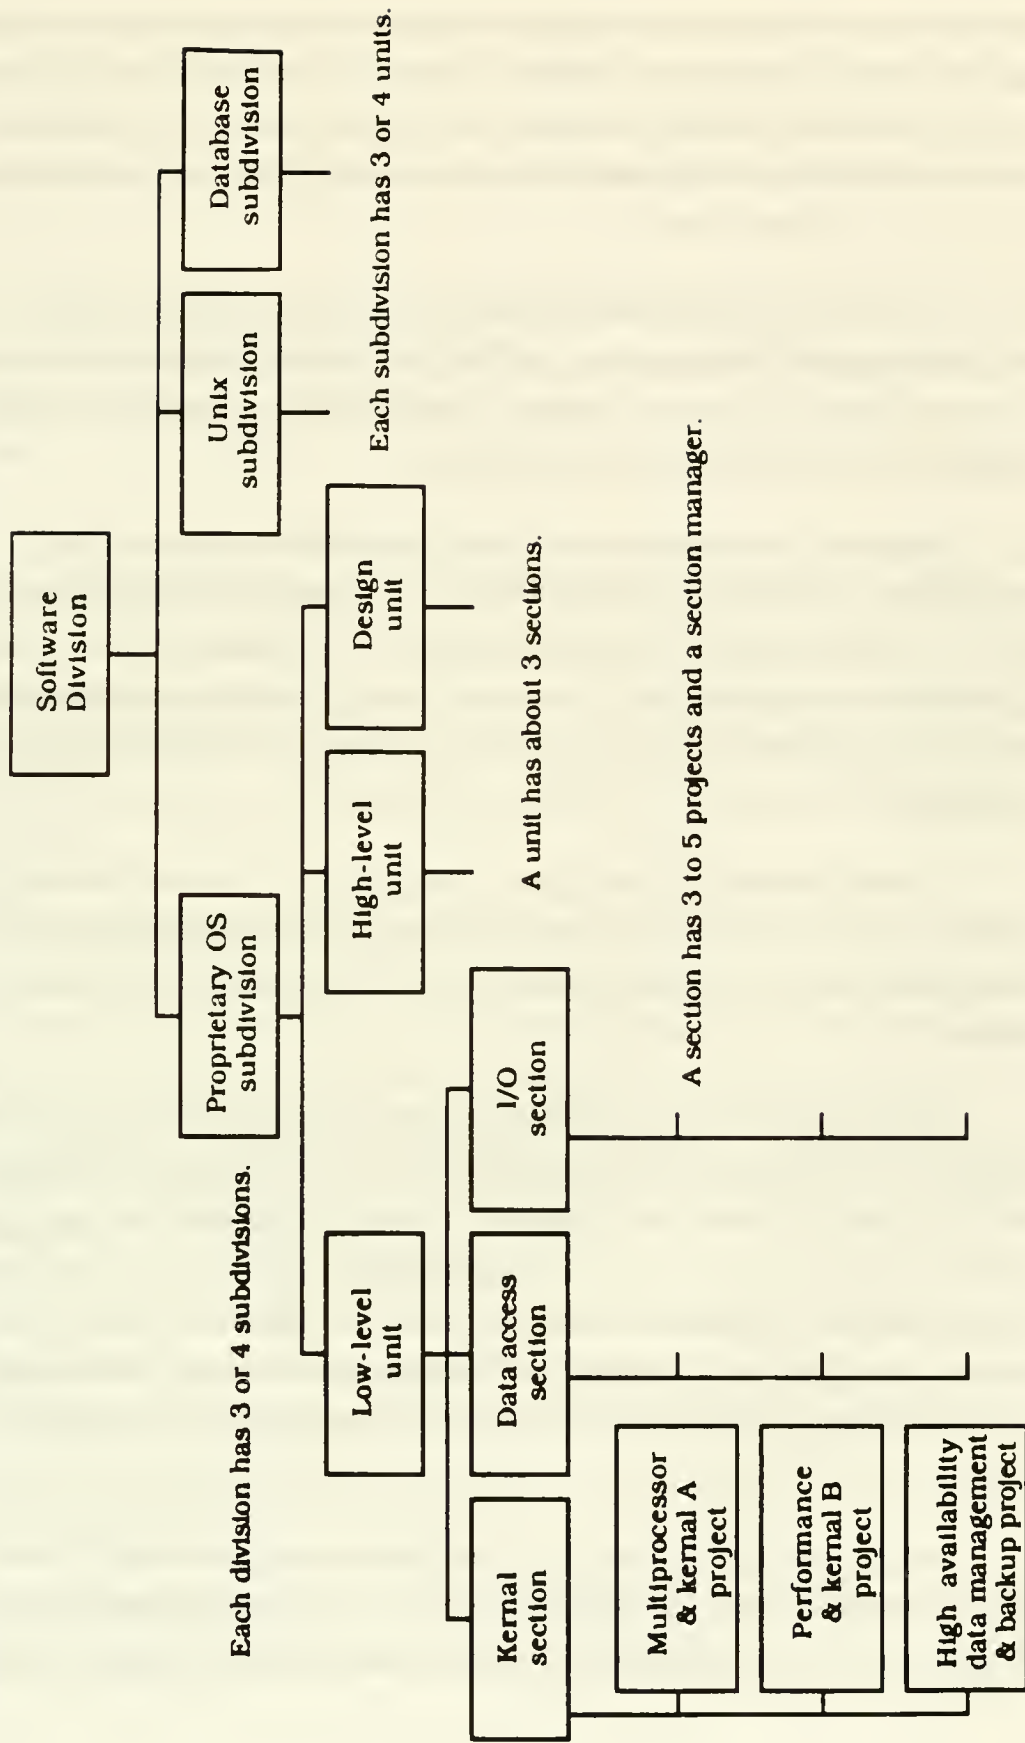 Software
Division
Each division has 3 or 4 subdivisions.
Proprietary OS
subdivision
Unix
subdivision
Database
subdivision
Low-level
unit
High-level
unit
Design
unit
Each subdivision has 3 or 4 units.
Kernal
section
Data access
section
I/O
section
A unit has about 3 sections.
Multiprocessor
& kernal A
project
A section has 3 to 5 projects and a section manager.
Performance
& kernal B
project
High availability
data management
& backup project